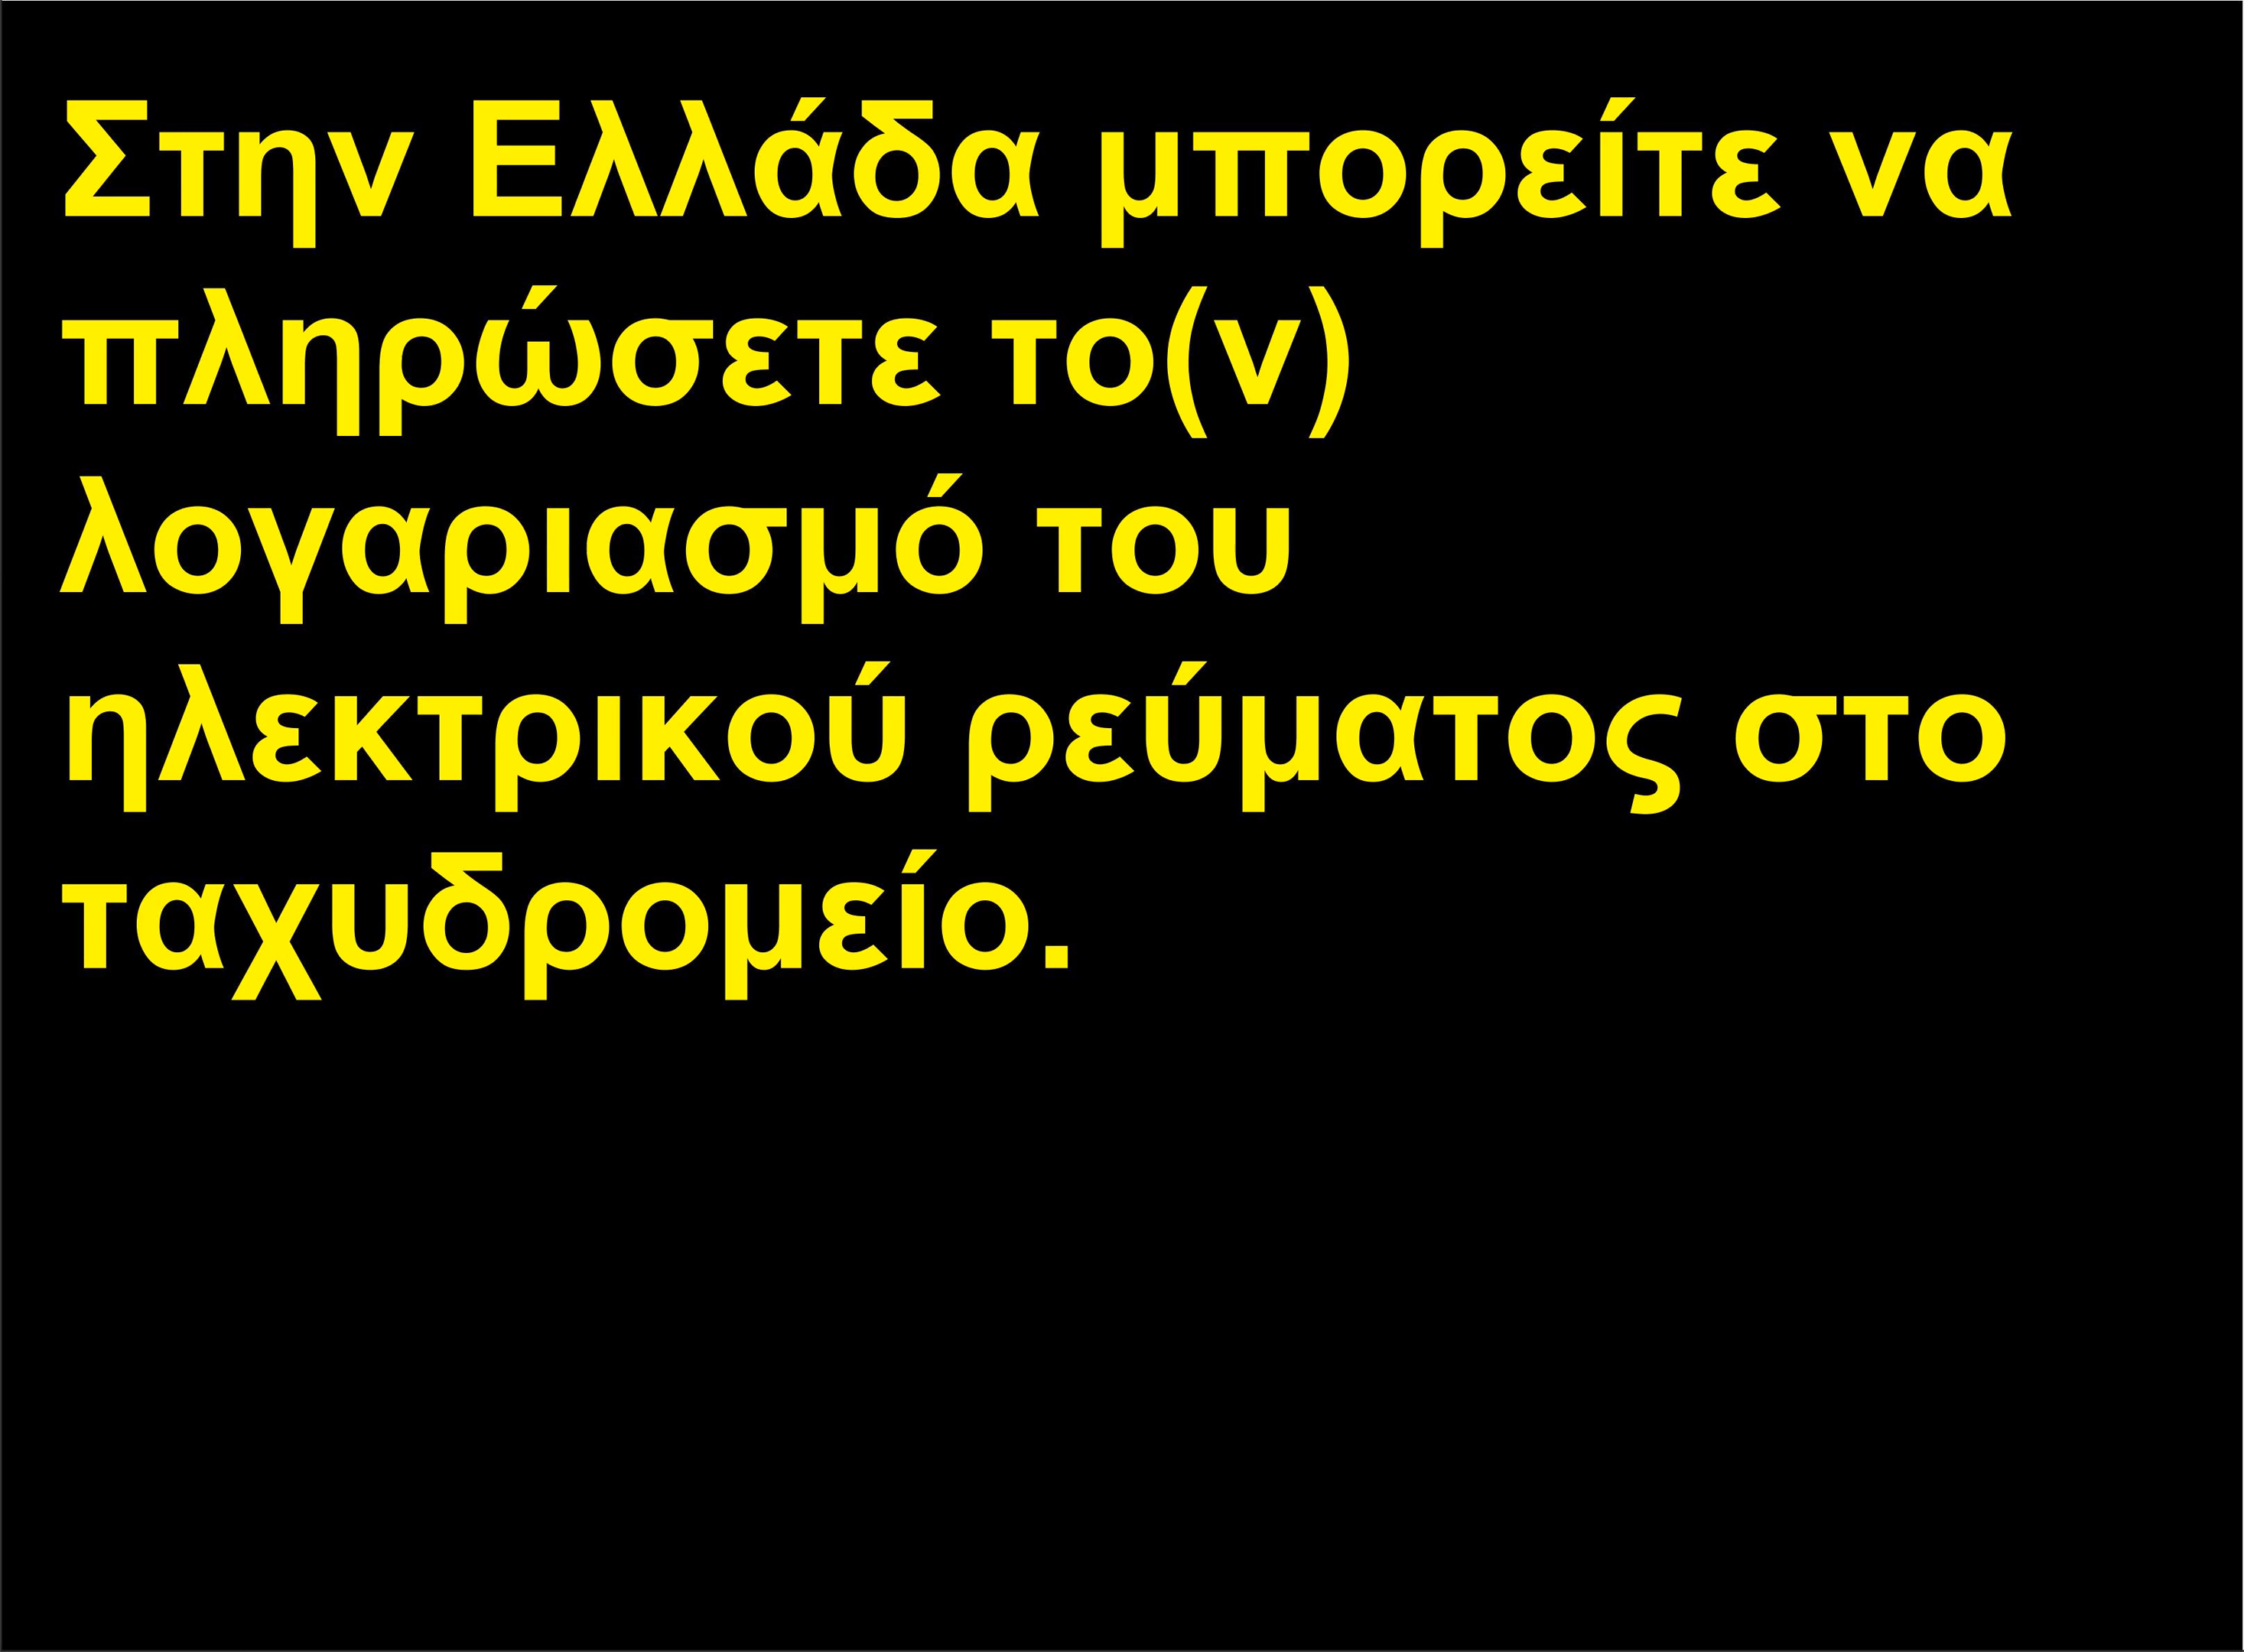 Στην Ελλάδα μπορείτε να
πληρώσετε το(ν)
λογαριασμό του
ηλεκτρικού ρεύματος στο
ταχυδρομείο.